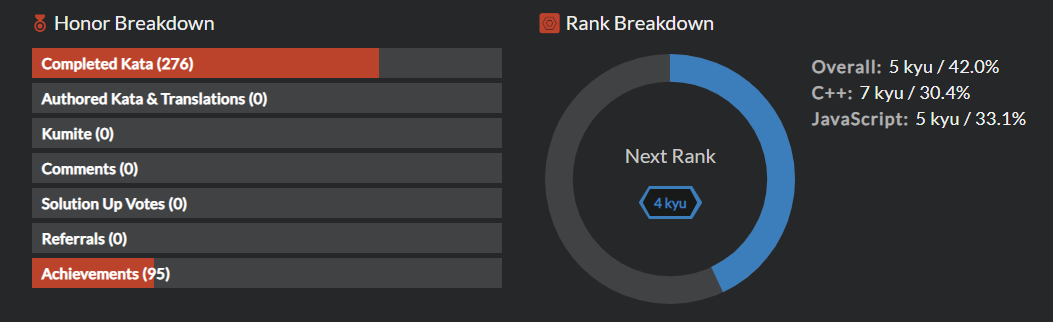 Honor Breakdown
Completed Kata (276)
Authored Kata & Translations (0)
Kumite (0)
Comments (0)
Solution Up Votes (0)
Referrals (0)
Achievements (95)
Rank Breakdown
Next Rank
4 kyu
Overall: 5 kyu / 42.0%
C++: 7 kyu / 30.4%
JavaScript: 5 kyu / 33.1%